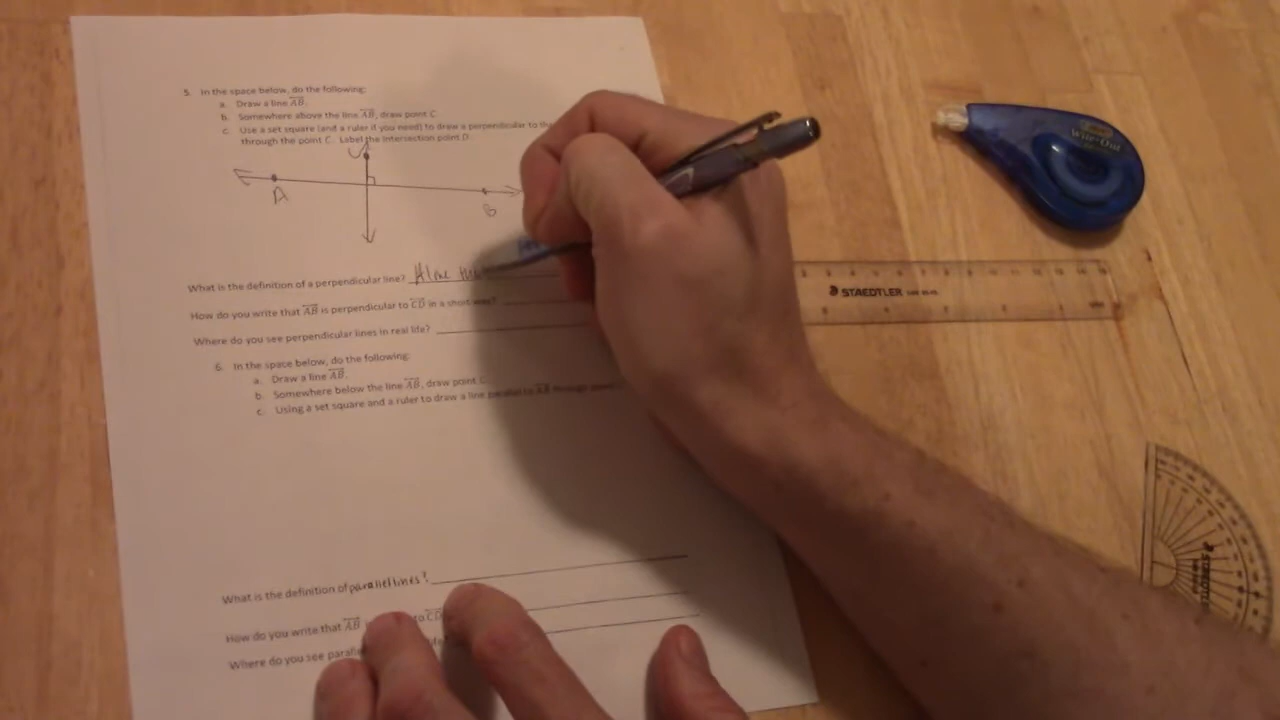 5. In the space below, do the following:
a. Draw a line AB.
b. Somewhere above the line AB, draw point C.
c. Use a set square (and a ruler if you need) to draw a perpendicular to
through the point C. Label the intersection point D.
C
A
B
What is the definition of a perpendicular line? A line
How do you write that AB is perpendicular to CD in a short way?
Where do you see perpendicular lines in real life?
6. In the space below, do the following:
a. Draw a line AB.
b. Somewhere below the line AB, draw point C.
c. Using a set square and a ruler to draw a line parallel to AB through
What is the definition of parallel lines?
How do you write that AB to CD
Where do you see
STAEDTLER
Wite-Out
STAEDTLER